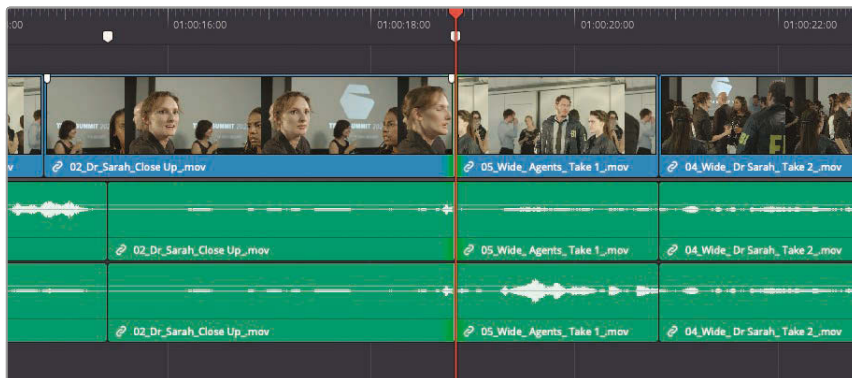 :00
01:00:16:00
01:00:18:00
01:00:20:00
01:00:22:00
SUMMIT
v
02_Dr_Sarah_Close Up_.mov
05_Wide_ Agents_ Take 1_.mov
04_Wide_ Dr Sarah_ Take 2_.mov
02_Dr_Sarah_Close Up_.mov
05_Wide_ Agents_ Take 1_.mov
04_Wide_ Dr Sarah_ Take 2_.mov
02_Dr_Sarah_Close Up_.mov
05_Wide_ Agents_ Take 1_.mov
04_Wide_ Dr Sarah_ Take 2_.mov